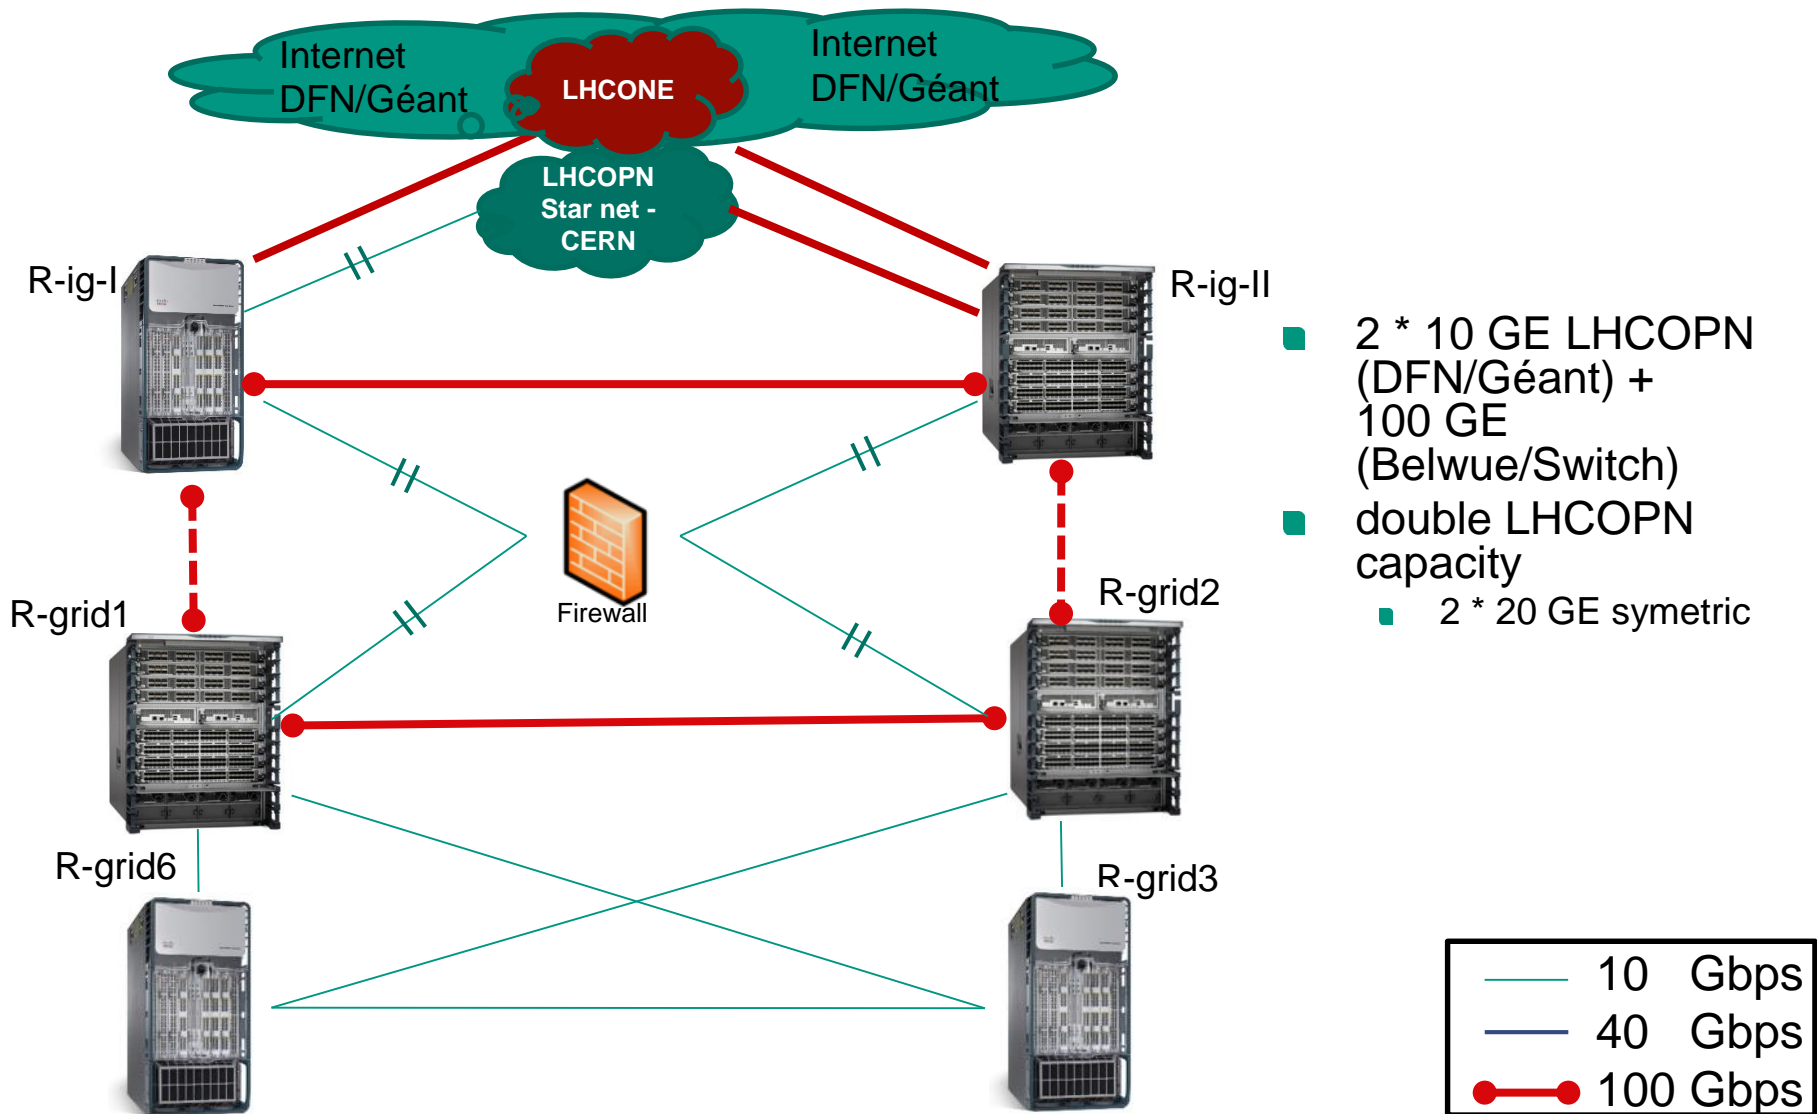 Internet
DFN/Géant
LHCONE
Internet
DFN/Géant
LHCOPN
Star net -
CERN
R-ig-I
R-ig-II
2 * 10 GE LHCOPN
(DFN/Géant) +
100 GE
(Belwue/Switch)
double LHCOPN
capacity
2 * 20 GE symetric
Firewall
R-grid1
R-grid2
R-grid6
R-grid3
10 Gbps
40 Gbps
100 Gbps